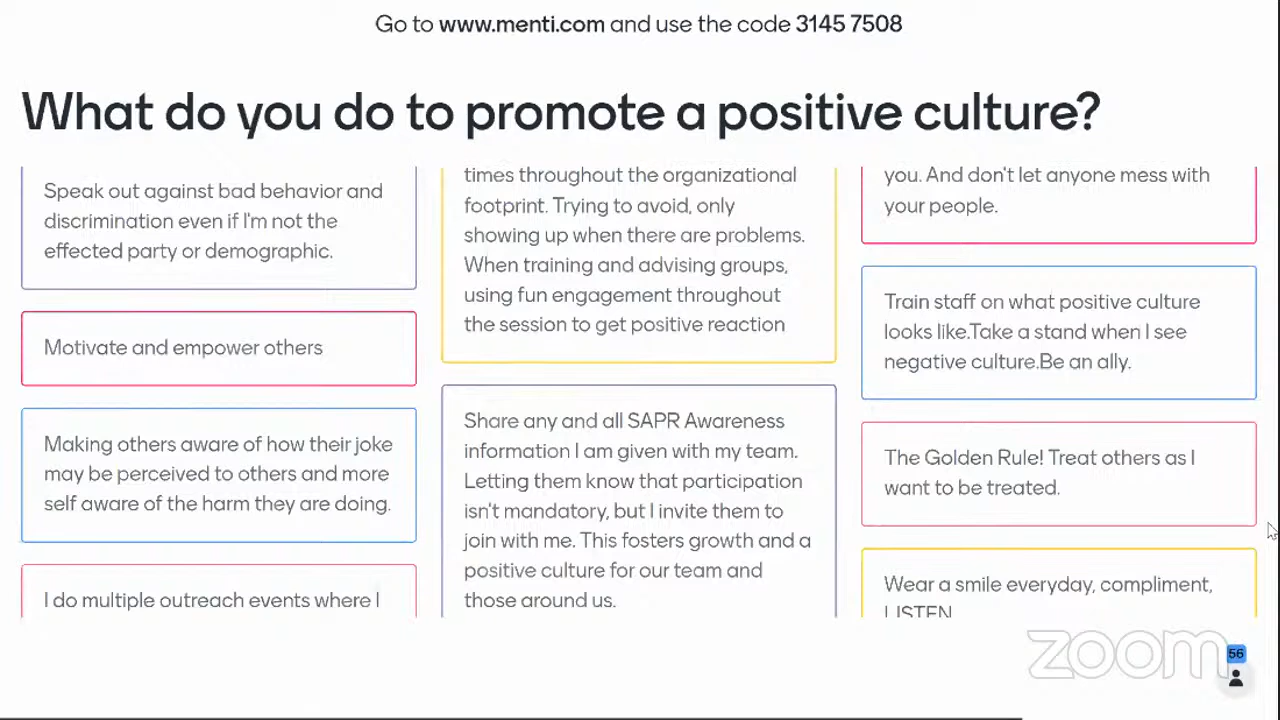 Go to www.menti.com and use the code 3145 7508
What do you do to promote a positive culture?
Speak out against bad behavior and
discrimination even if I'm not the
effected party or demographic.
Motivate and empower others
Making others aware of how their joke
may be perceived to others and more
self aware of the harm they are doing.
I do multiple outreach events where I
times throughout the organizational
footprint. Trying to avoid, only
showing up when there are problems.
When training and advising groups,
using fun engagement throughout
the session to get positive reaction
Share any and all SAPR Awareness
information I am given with my team.
Letting them know that participation
isn't mandatory, but I invite them to
join with me. This fosters growth and a
positive culture for our team and
those around us.
you. And don't let anyone mess with
your people.
Train staff on what positive culture
looks like.Take a stand when I see
negative culture.Be an ally.
The Golden Rule! Treat others as I
want to be treated.
Wear a smile everyday, compliment,
LISTEN
zoom
56